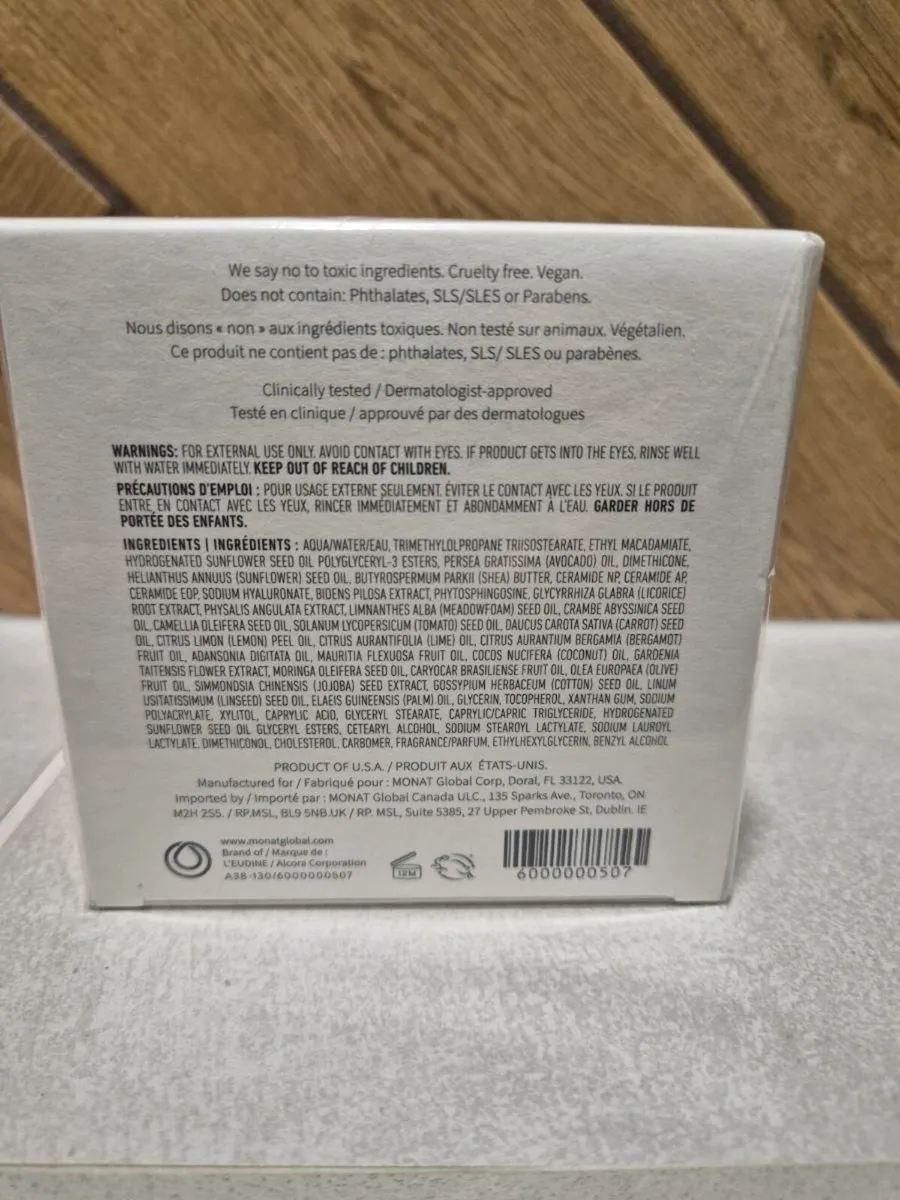 We say no to toxic ingredients. Cruelty free. Vegan.
Does not contain: Phthalates, SLS/SLES or Parabens.
Nous disons « non » aux ingrédients toxiques. Non testé sur animaux. Végétalien.
Ce produit ne contient pas de : phthalates, SLS/ SLES ou parabènes.
Clinically tested / Dermatologist-approved
Testé en clinique / approuvé par des dermatologues
WARNINGS: FOR EXTERNAL USE ONLY. AVOID CONTACT WITH EYES. IF PRODUCT GETS INTO THE EYES, RINSE WELL
WITH WATER IMMEDIATELY. KEEP OUT OF REACH OF CHILDREN.
PRÉCAUTIONS D'EMPLOI : POUR USAGE EXTERNE SEULEMENT. ÉVITER LE CONTACT AVEC LES YEUX. SI LE PRODUIT
ENTRE EN CONTACT AVEC LES YEUX, RINCER IMMÉDIATEMENT ET ABONDAMMENT À L'EAU. GARDER HORS DE
PORTÉE DES ENFANTS.
INGREDIENTS | INGRÉDIENTS : AQUA/WATER/EAU, TRIMETHYLOLPROPANE TRIISOSTEARATE, ETHYL MACADAMIATE,
HYDROGENATED SUNFLOWER SEED OIL POLYGLYCERYL-3 ESTERS, PERSEA GRATISSIMA (AVOCADO) OIL, DIMETHICONE,
HELIANTHUS ANNUUS (SUNFLOWER) SEED OIL, BUTYROSPERMUM PARKII (SHEA) BUTTER, CERAMIDE NP, CERAMIDE AP,
CERAMIDE EOP, SODIUM HYALURONATE, BIDENS PILOSA EXTRACT, PHYTOSPHINGOSINE, GLYCYRRHIZA GLABRA (LICORICE)
ROOT EXTRACT, PHYSALIS ANGULATA EXTRACT, LIMNANTHES ALBA (MEADOWFOAM) SEED OIL, CRAMBE ABYSSINICA SEED
OIL, CAMELLIA OLEIFERA SEED OIL, SOLANUM LYCOPERSICUM (TOMATO) SEED OIL, DAUCUS CAROTA SATIVA (CARROT) SEED
OIL, CITRUS LIMON (LEMON) PEEL OIL, CITRUS AURANTIFOLIA (LIME) OIL, CITRUS AURANTIUM BERGAMIA (BERGAMOT)
FRUIT OIL, ADANSONIA DIGITATA OIL, MAURITIA FLEXUOSA FRUIT OIL, COCOS NUCIFERA (COCONUT) OIL, GARDENIA
TAITENSIS FLOWER EXTRACT, MORINGA OLEIFERA SEED OIL, CARYOCAR BRASILIENSE FRUIT OIL, OLEA EUROPAEA (OLIVE)
FRUIT OIL, SIMMONDSIA CHINENSIS (JOJOBA) SEED EXTRACT, GOSSYPIUM HERBACEUM (COTTON) SEED OIL, LINUM
USITATISSIMUM (LINSEED) SEED OIL, ELAEIS GUINEENSIS (PALM) OIL, GLYCERIN, TOCOPHEROL, XANTHAN GUM, SODIUM
POLYACRYLATE, XYLITOL, CAPRYLIC ACID, GLYCERYL STEARATE, CAPRYLIC/CAPRIC TRIGLYCERIDE, HYDROGENATED
SUNFLOWER SEED OIL GLYCERYL ESTERS, CETEARYL ALCOHOL, SODIUM STEAROYL LACTYLATE, SODIUM LAUROYL
LACTYLATE, DIMETHICONOL, CHOLESTEROL, CARBOMER, FRAGRANCE/PARFUM, ETHYLHEXYLGLYCERIN, BENZYL ALCOHOL
PRODUCT OF U.S.A. / PRODUIT AUX ÉTATS-UNIS.
Manufactured for / Fabriqué pour : MONAT Global Corp, Doral, FL 33122, USA.
Imported by / Importé par : MONAT Global Canada ULC., 135 Sparks Ave., Toronto, ON
M2H 2S5. / RP.MSL, BL9 5NB.UK / RP. MSL, Suite 5385, 27 Upper Pembroke St, Dublin. IE
www.monatglobal.com
Brand of / Marque de :
L'EUDINE / Alcora Corporation
A38-130/6000000507
12M
6000000507